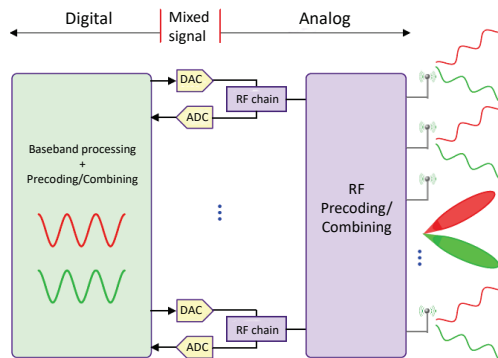 Digital
Mixed
signal
Analog
DAC
RF chain
ADC
Baseband processing
+
Precoding/Combining
RF
Precoding/
Combining
DAC
RF chain
ADC